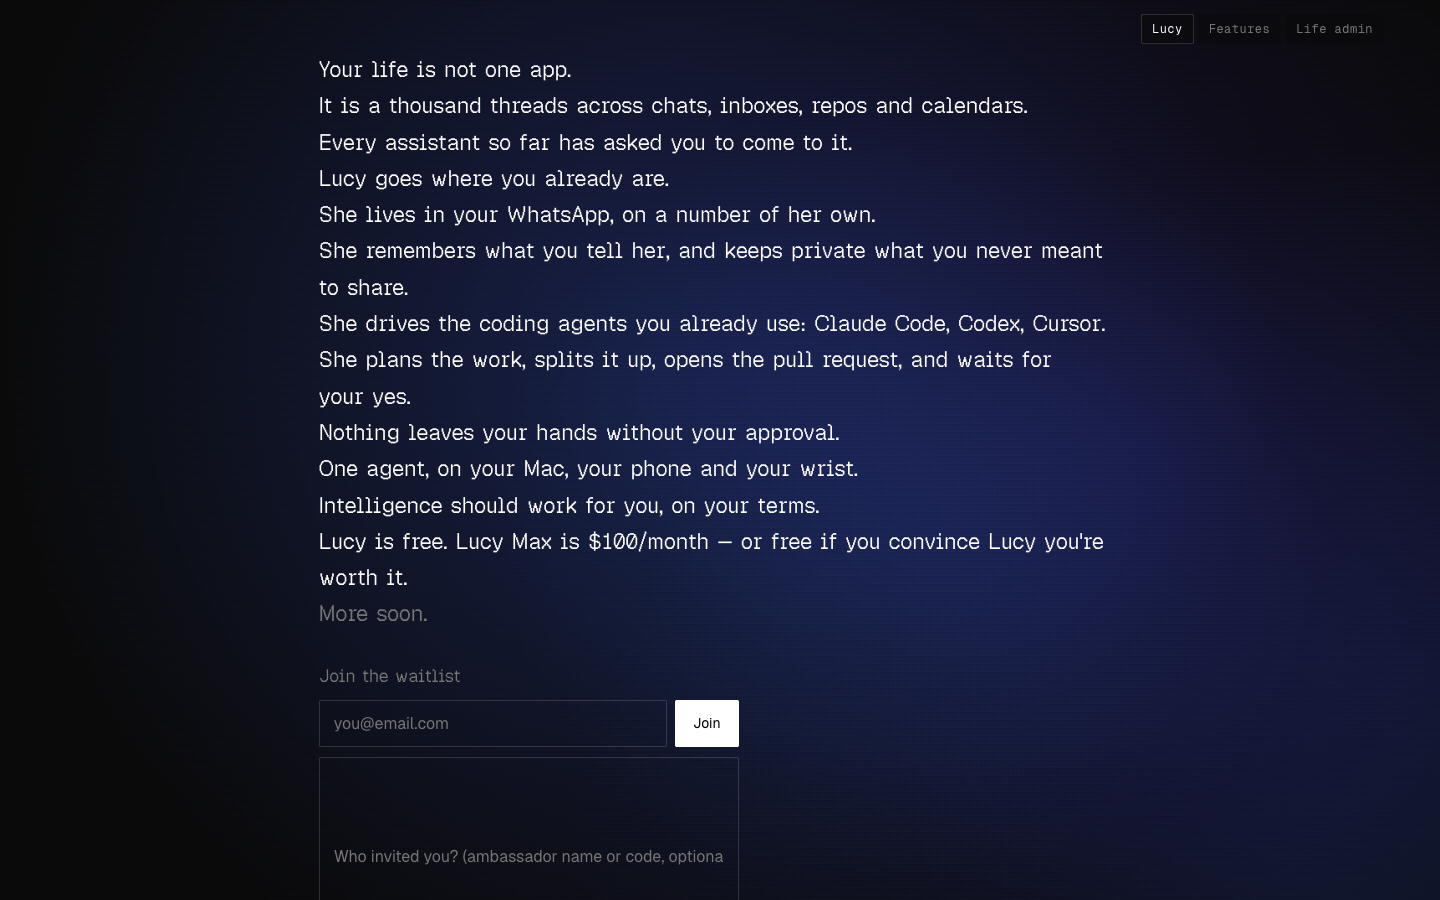 Lucy Features Life admin
Your life is not one app.
It is a thousand threads across chats, inboxes, repos and calendars.
Every assistant so far has asked you to come to it.
Lucy goes where you already are.
She lives in your WhatsApp, on a number of her own.
She remembers what you tell her, and keeps private what you never meant
to share.
She drives the coding agents you already use: Claude Code, Codex, Cursor.
She plans the work, splits it up, opens the pull request, and waits for
your yes.
Nothing leaves your hands without your approval.
One agent, on your Mac, your phone and your wrist.
Intelligence should work for you, on your terms.
Lucy is free. Lucy Max is $100/month — or free if you convince Lucy you're
worth it.
More soon.
Join the waitlist
you@email.com Join
Who invited you? (ambassador name or code, optiona